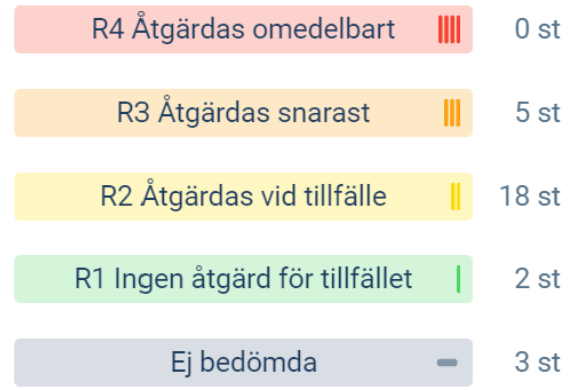 R4 Åtgärdas omedelbart 0 st
R3 Åtgärdas snarast 5 st
R2 Åtgärdas vid tillfälle 18 st
R1 Ingen åtgärd för tillfället 2 st
Ej bedömda 3 st